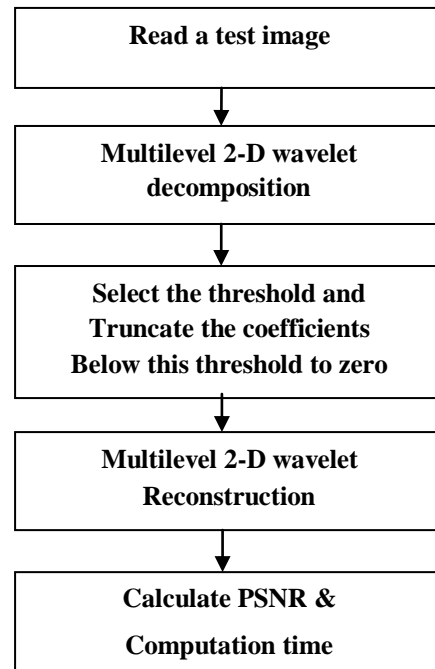 Read a test image
Multilevel 2-D wavelet
decomposition
Select the threshold and
Truncate the coefficients
Below this threshold to zero
Multilevel 2-D wavelet
Reconstruction
Calculate PSNR &
Computation time